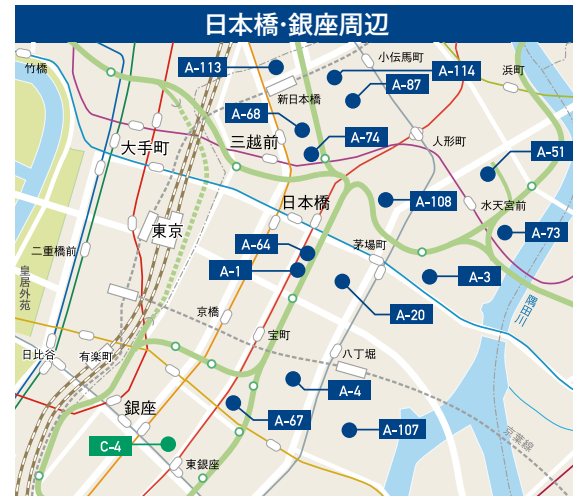 日本橋・銀座周辺
竹橋
小伝馬町
A-113
A-114
浜町
A-87
新日本橋
A-68
三越前
人形町
大手町
A-74
A-51
日本橋
A-108
水天宮前
東京
A-73
二重橋前
A-64
茅場町
A-1
A-3
皇居外苑
A-20
隅田川
京橋
宝町
日比谷
有楽町
八丁堀
A-4
銀座
A-67
A-107
京葉線
C-4
東銀座